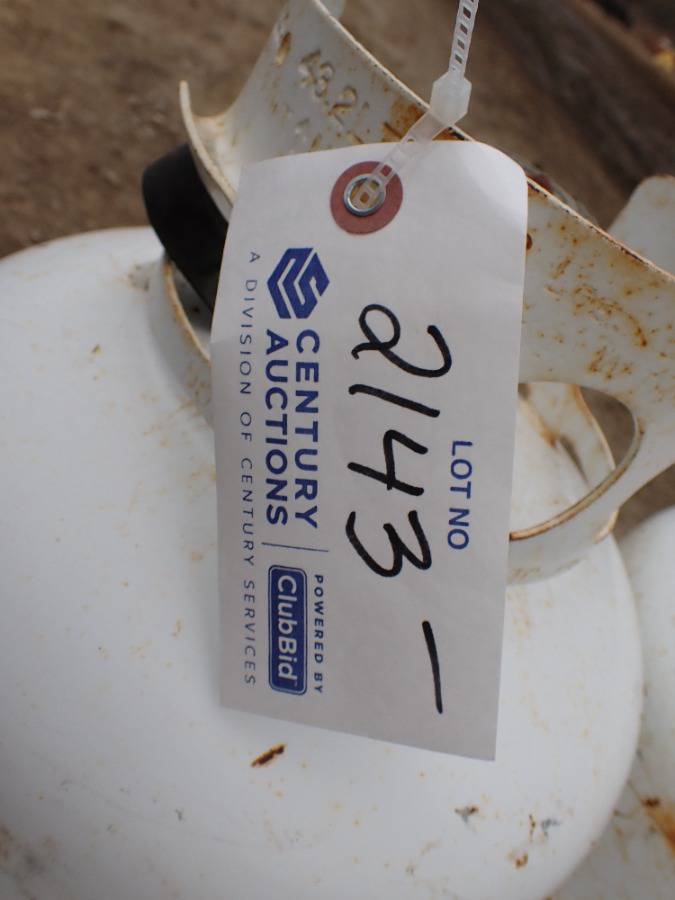 LOT NO
2143 -
CENTURY
AUCTIONS
POWERED BY
ClubBid
A DIVISION OF CENTURY SERVICES